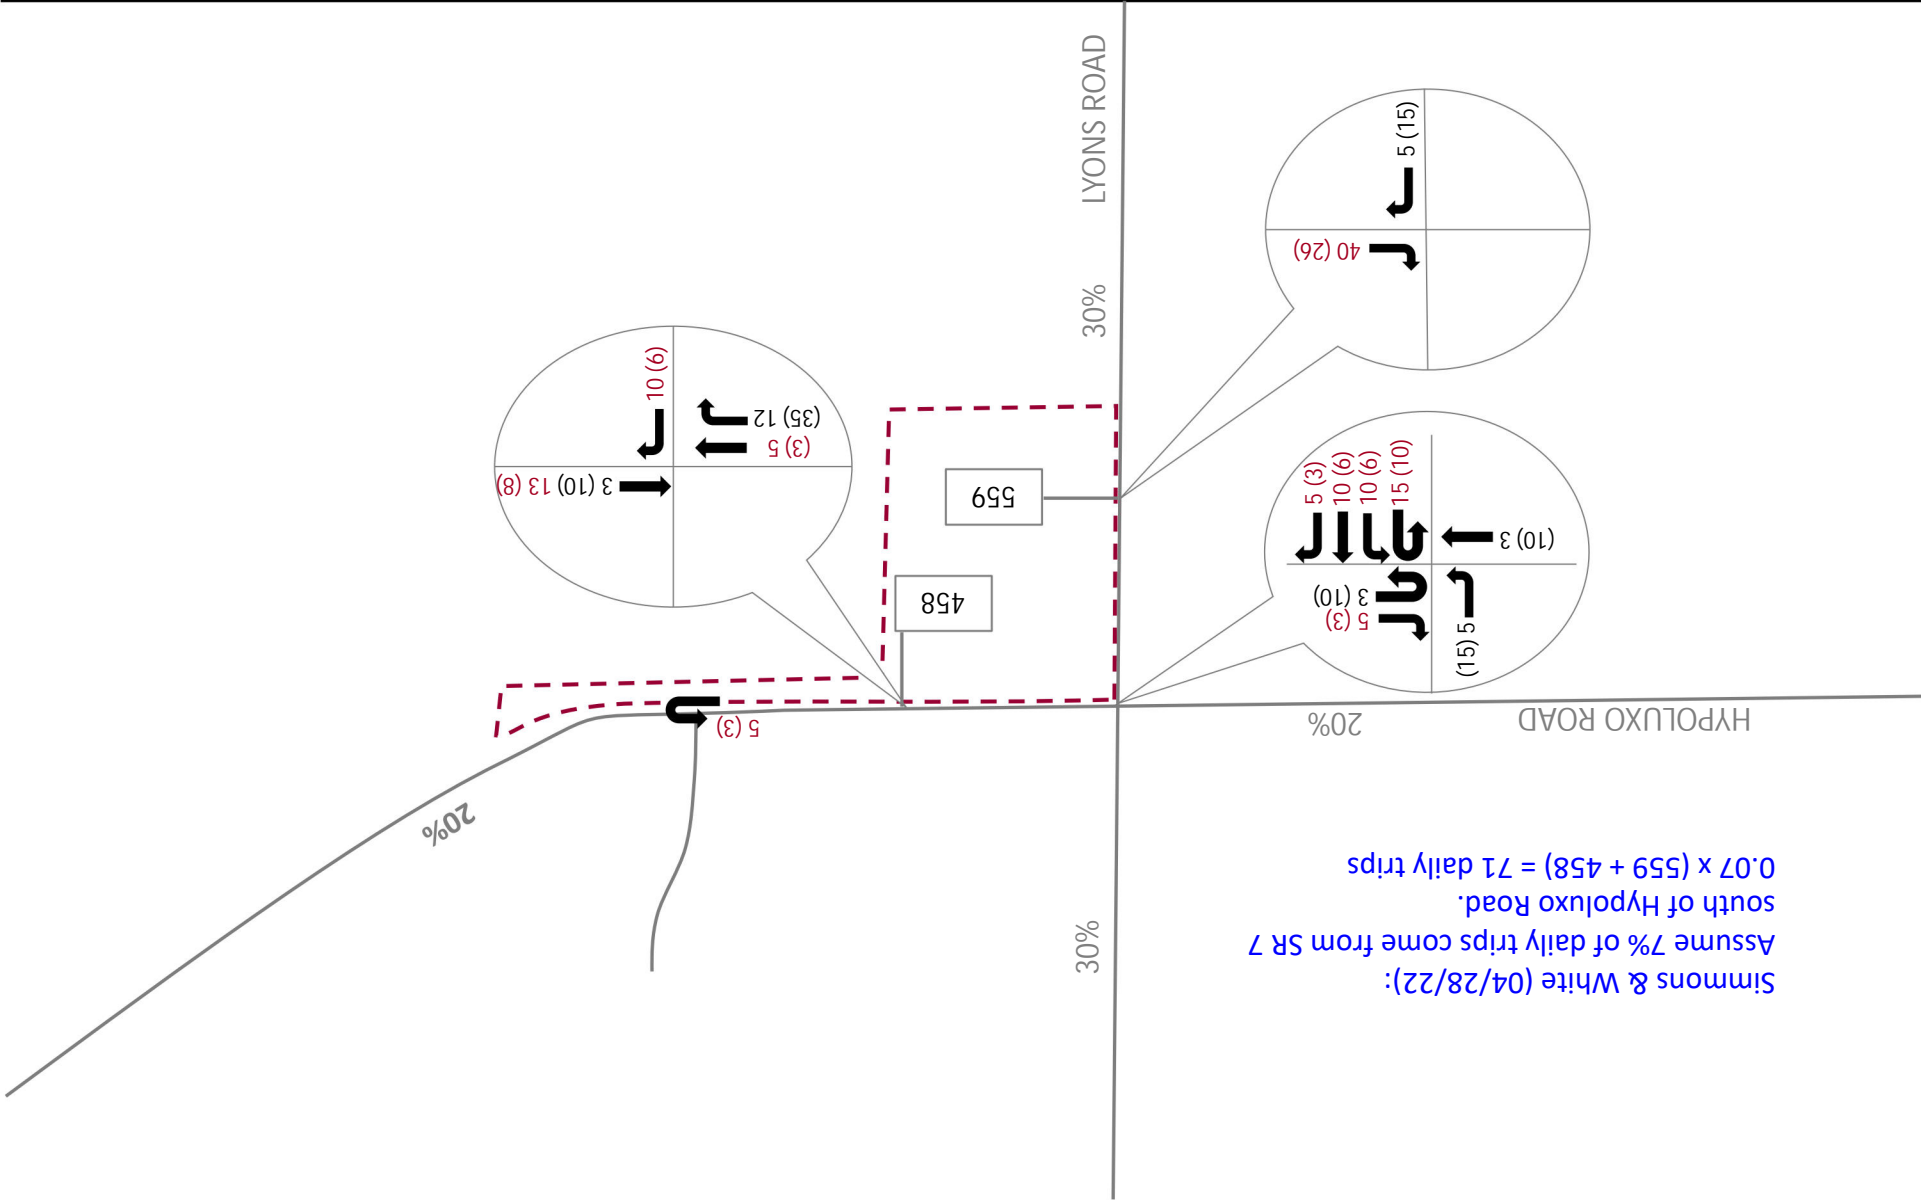 Simmons & White (04/28/22):
Assume 7% of daily trips come from SR 7
south of Hypoluxo Road.
0.07 x (559 + 458) = 71 daily trips
30%
20%
HYPOLUXO ROAD
20%
5 (3)
(15) 5
5 (3)
3 (10)
(10) 3
15 (10)
10 (6)
10 (6)
5 (3)
458
559
3 (10) 13 (8)
(3) 5
(35) 12
10 (6)
30%
LYONS ROAD
40 (26)
5 (15)